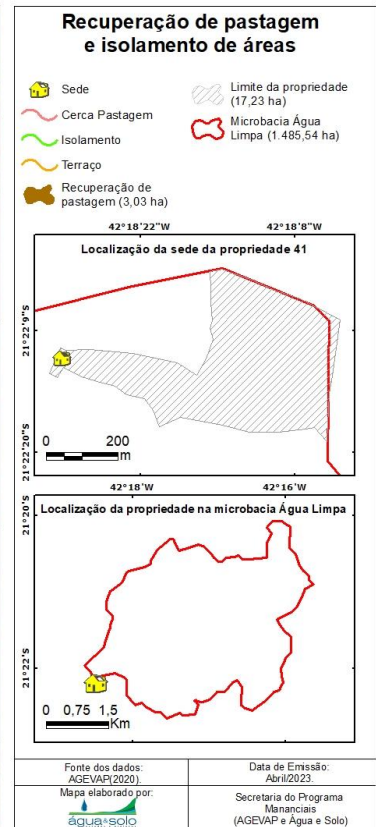 Recuperação de pastagem
e isolamento de áreas
Sede
Cerca Pastagem
Isolamento
Terraço
Recuperação de
pastagem (3,03 ha)
Limite da propriedade
(17,23 ha)
Microbacia Água
Limpa (1.485,54 ha)
42°18'22"W 42°18'8"W
Localização da sede da propriedade 41
21°22'9"S
21°22'20"S
0 200
m
42°18'W 42°16'W
Localização da propriedade na microbacia Água Limpa
21°20'S
21°22'S
0 0,75 1,5
Km
Fonte dos dados:
AGEVAP(2020).
Data de Emissão:
Abril/2023.
Mapa elaborado por:
água&solo
Secretaria do Programa
Mananciais
(AGEVAP e Água e Solo)